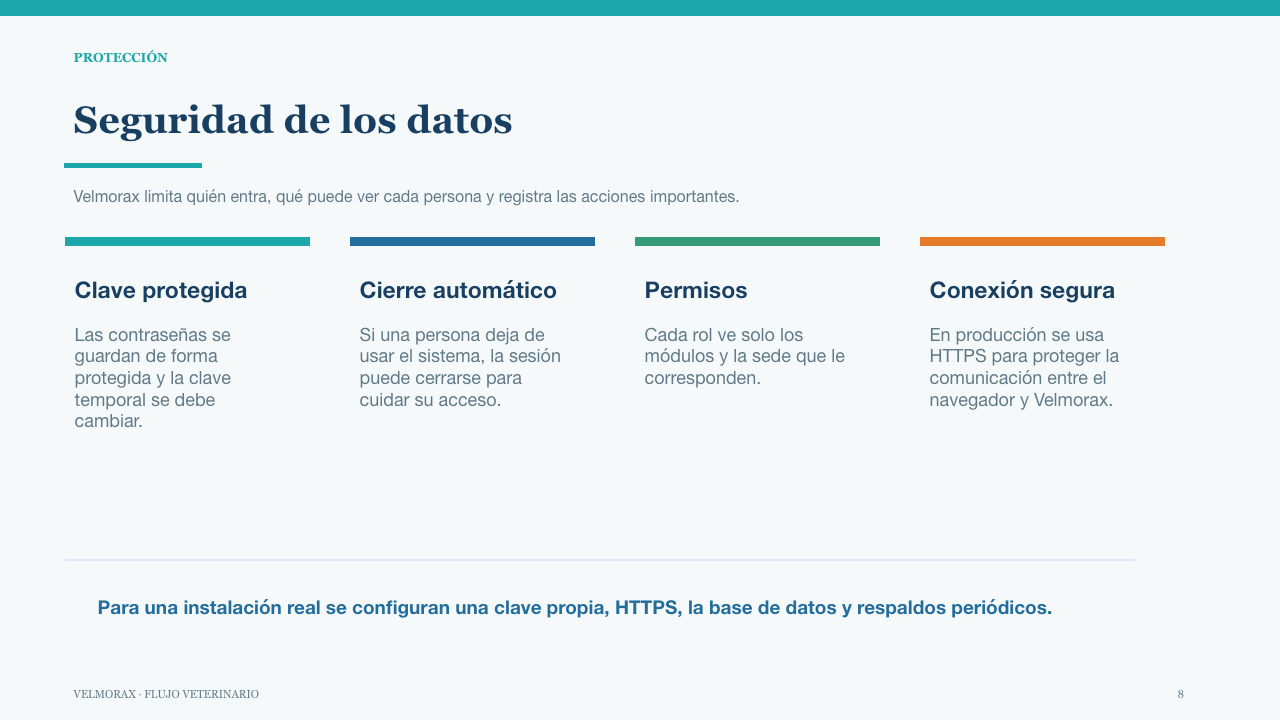 PROTECCIÓN
Seguridad de los datos
Velmorax limita quién entra, qué puede ver cada persona y registra las acciones importantes.
Clave protegida
Las contraseñas se
guardan de forma
protegida y la clave
temporal se debe
cambiar.
Cierre automático
Si una persona deja de
usar el sistema, la sesión
puede cerrarse para
cuidar su acceso.
Permisos
Cada rol ve solo los
módulos y la sede que le
corresponden.
Conexión segura
En producción se usa
HTTPS para proteger la
comunicación entre el
navegador y Velmorax.
Para una instalación real se configuran una clave propia, HTTPS, la base de datos y respaldos periódicos.
VELMORAX · FLUJO VETERINARIO
8